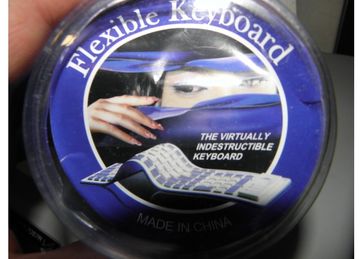 Flexible Keyboard
THE VIRTUALLY
INDESTRUCTIBLE
KEYBOARD
MADE IN CHINA